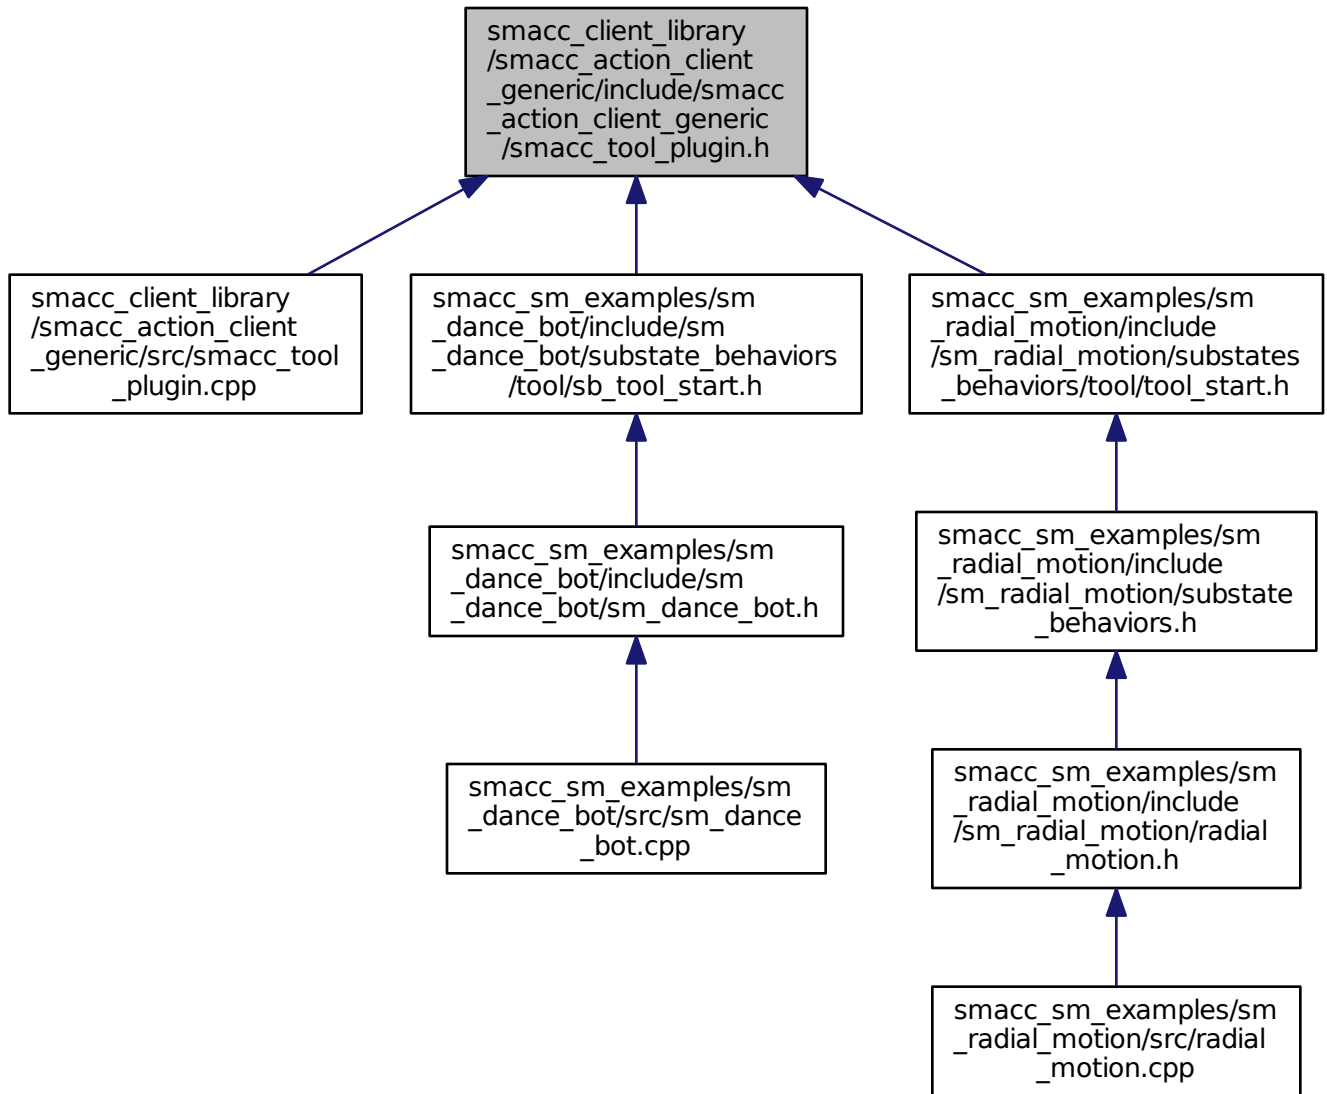 smacc_client_library
/smacc_action_client
_generic/include/smacc
_action_client_generic
/smacc_tool_plugin.h
smacc_client_library
/smacc_action_client
_generic/src/smacc_tool
_plugin.cpp
smacc_sm_examples/sm
_dance_bot/include/sm
_dance_bot/substate_behaviors
/tool/sb_tool_start.h
smacc_sm_examples/sm
_radial_motion/include
/sm_radial_motion/substates
_behaviors/tool/tool_start.h
smacc_sm_examples/sm
_dance_bot/include/sm
_dance_bot/sm_dance_bot.h
smacc_sm_examples/sm
_radial_motion/include
/sm_radial_motion/substate
_behaviors.h
smacc_sm_examples/sm
_dance_bot/src/sm_dance
_bot.cpp
smacc_sm_examples/sm
_radial_motion/include
/sm_radial_motion/radial
_motion.h
smacc_sm_examples/sm
_radial_motion/src/radial
_motion.cpp